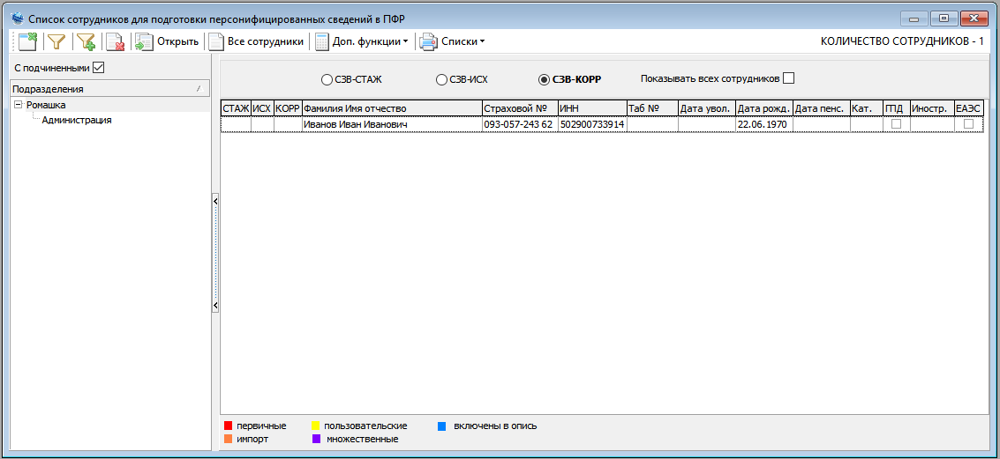 Список сотрудников для подготовки персонифицированных сведений в ПФР
Открыть Все сотрудники Доп. функции Списки КОЛИЧЕСТВО СОТРУДНИКОВ - 1
С подчиненными
СЗВ-СТАЖ СЗВ-ИСХ СЗВ-КОРР Показывать всех сотрудников
Подразделения
Ромашка
Администрация
СТАЖ ИСХ КОРР Фамилия Имя отчество Страховой № ИНН Таб № Дата увол. Дата рожд. Дата пенс. Кат. ГПД Иностр. ЕАЭС
Иванов Иван Иванович 093-057-243 62 502900733914 22.06.1970
первичные пользовательские включены в опись
импорт множественные